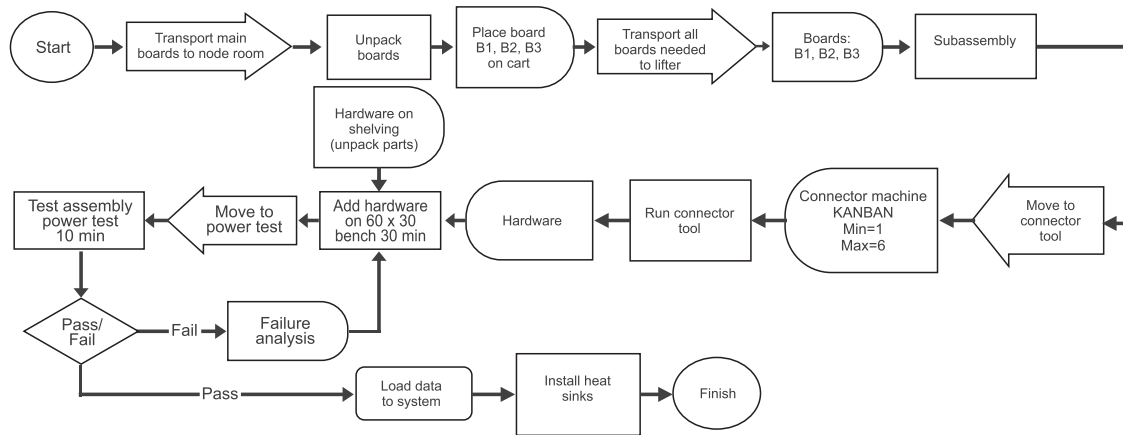 Start
Transport main
boards to node room
Unpack
boards
Place board
B1, B2, B3
on cart
Transport all
boards needed
to lifter
Boards:
B1, B2, B3
Subassembly
Hardware on
shelving
(unpack parts)
Test assembly
power test
10 min
Move to
power test
Add hardware
on 60 x 30
bench 30 min
Hardware
Run connector
tool
Connector machine
KANBAN
Min=1
Max=6
Move to
connector
tool
Pass/
Fail
Fail
Failure
analysis
Pass
Load data
to system
Install heat
sinks
Finish